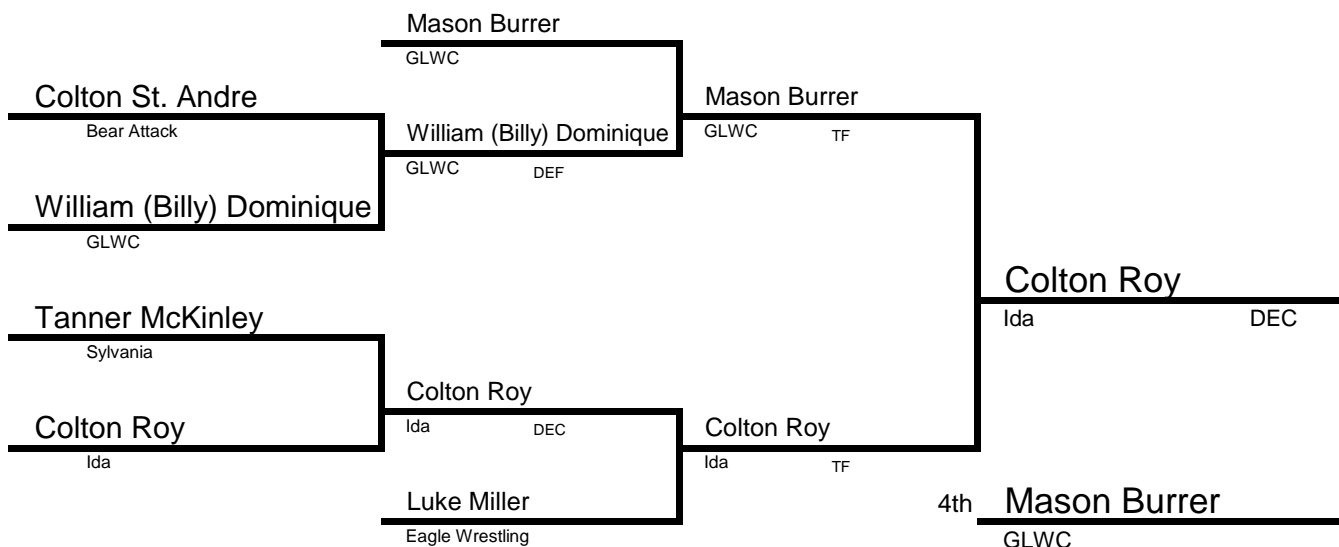 Mason Burrer
GLWC
Colton St. Andre
Bear Attack
Mason Burrer
GLWC TF
William (Billy) Dominique
GLWC DEF
William (Billy) Dominique
GLWC
Colton Roy
Ida DEC
Tanner McKinley
Sylvania
Colton Roy
Ida DEC
Colton Roy
Ida
Colton Roy
Ida TF
Luke Miller
Eagle Wrestling
4th Mason Burrer
GLWC